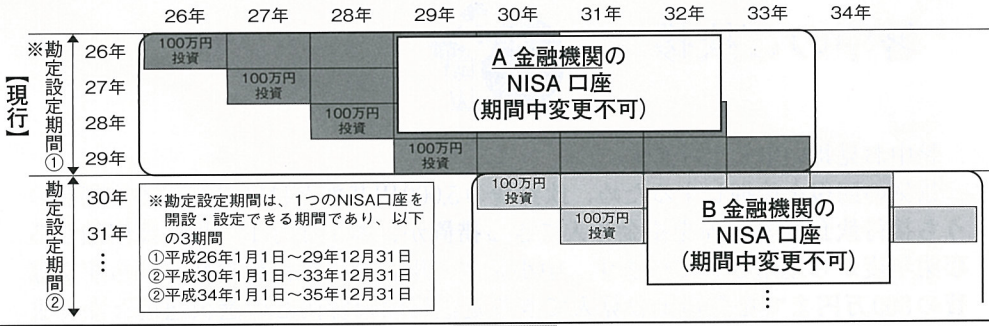 26年 27年 28年 29年 30年 31年 32年 33年 34年
【現行】
※勘定設定期間①
26年
100万円
投資
27年
100万円
投資
28年
100万円
投資
29年
100万円
投資
A 金融機関の
NISA 口座
（期間中変更不可）
勘定設定期間②
30年
100万円
投資
31年
100万円
投資
⋮
B 金融機関の
NISA 口座
（期間中変更不可）
⋮
※勘定設定期間は、1つのNISA口座を
開設・設定できる期間であり、以下
の3期間
①平成26年1月1日～29年12月31日
②平成30年1月1日～33年12月31日
②平成34年1月1日～35年12月31日